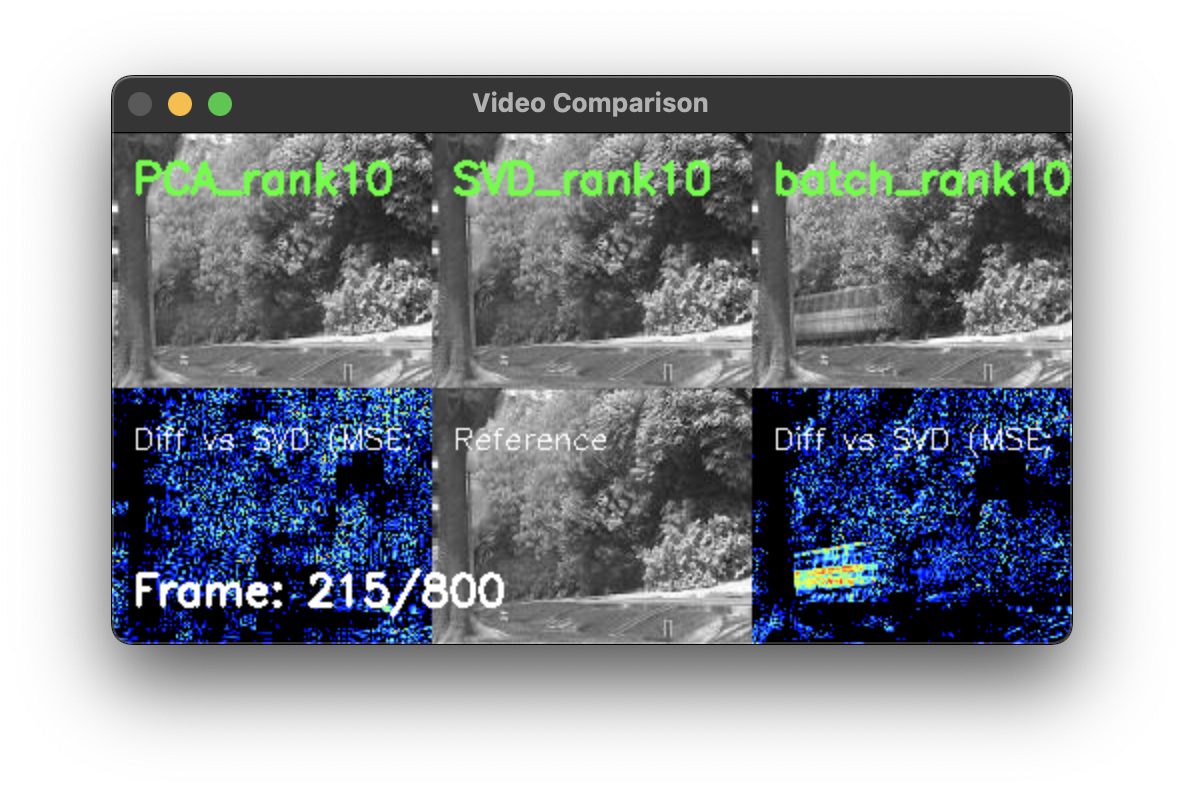 Video Comparison
PCA_rank10
SVD_rank10
batch_rank10
Diff vs SVD (MSE:
Reference
Diff vs SVD (MSE:
Frame: 215/800